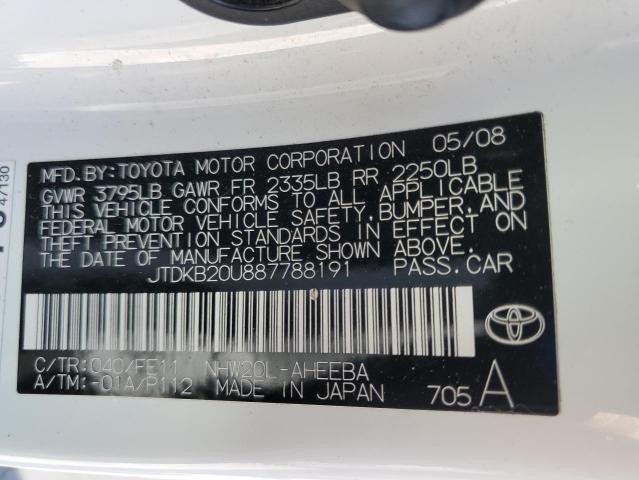 MFD.BY:TOYOTA MOTOR CORPORATION 05/08
GVWR 3795LB GAWR FR 2335LB RR 2250LB
THIS VEHICLE CONFORMS TO ALL APPLICABLE
FEDERAL MOTOR VEHICLE SAFETY,BUMPER,AND
THEFT PREVENTION STANDARDS IN EFFECT ON
THE DATE OF MANUFACTURE SHOWN ABOVE.
JTDKB20U887788191 PASS.CAR
C/TR:040/FE11 NHW20L-AHEEBA
A/TM:-01A/P112 MADE IN JAPAN 705 A
47130